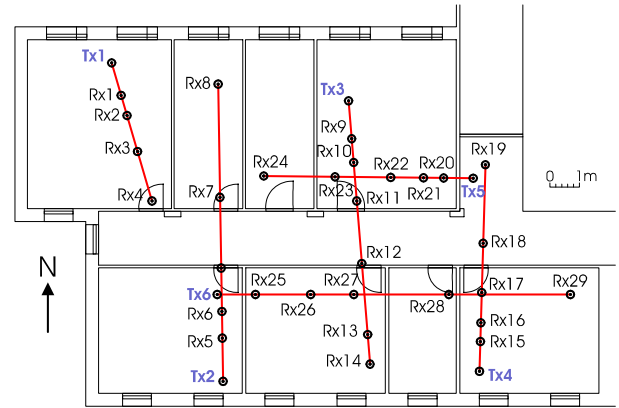 Tx1
Rx8
Tx3
Rx1
Rx2
Rx9
Rx3
Rx10
Rx19
Rx24
Rx22
Rx20
Rx4
Rx7
Rx23
Rx11
Rx21
Tx5
0 1m
Rx12
Rx18
N
Tx6
Rx25
Rx27
Rx17
Rx29
Rx6
Rx26
Rx28
Rx5
Rx13
Rx16
Rx15
Rx14
Tx2
Tx4